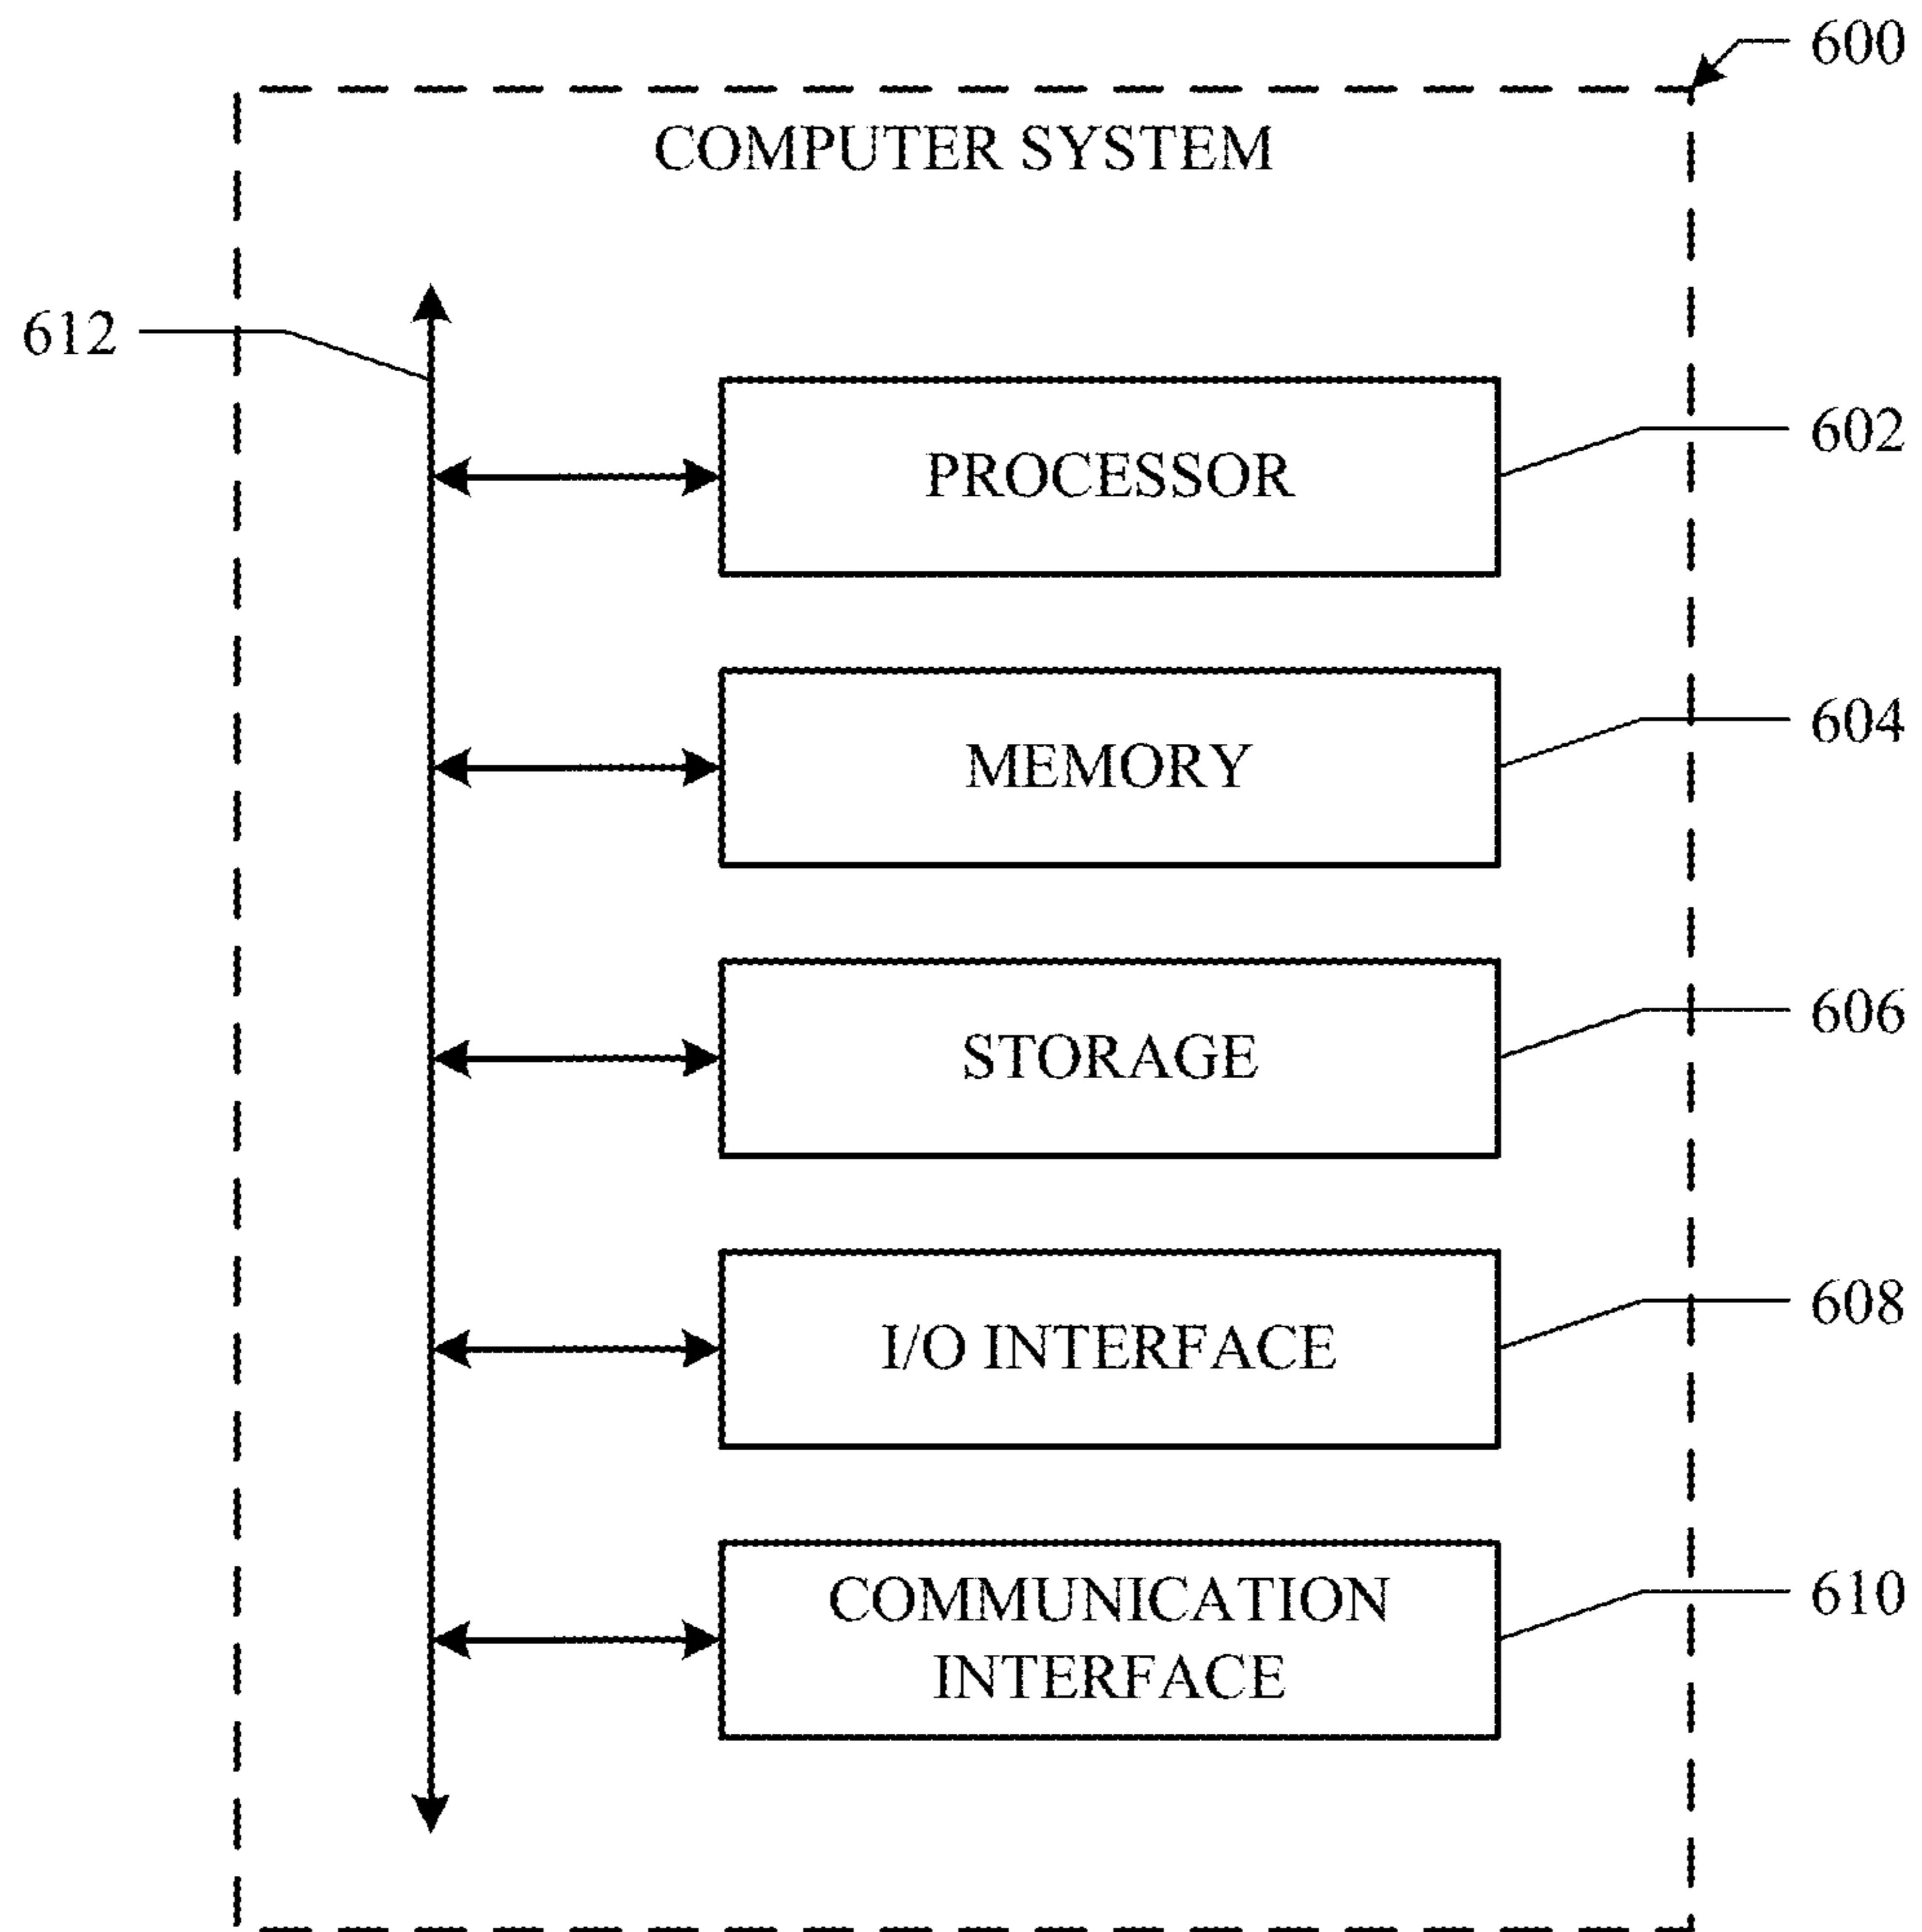 600
COMPUTER SYSTEM
612
PROCESSOR
602
MEMORY
604
STORAGE
606
I/O INTERFACE
608
COMMUNICATION
INTERFACE
610